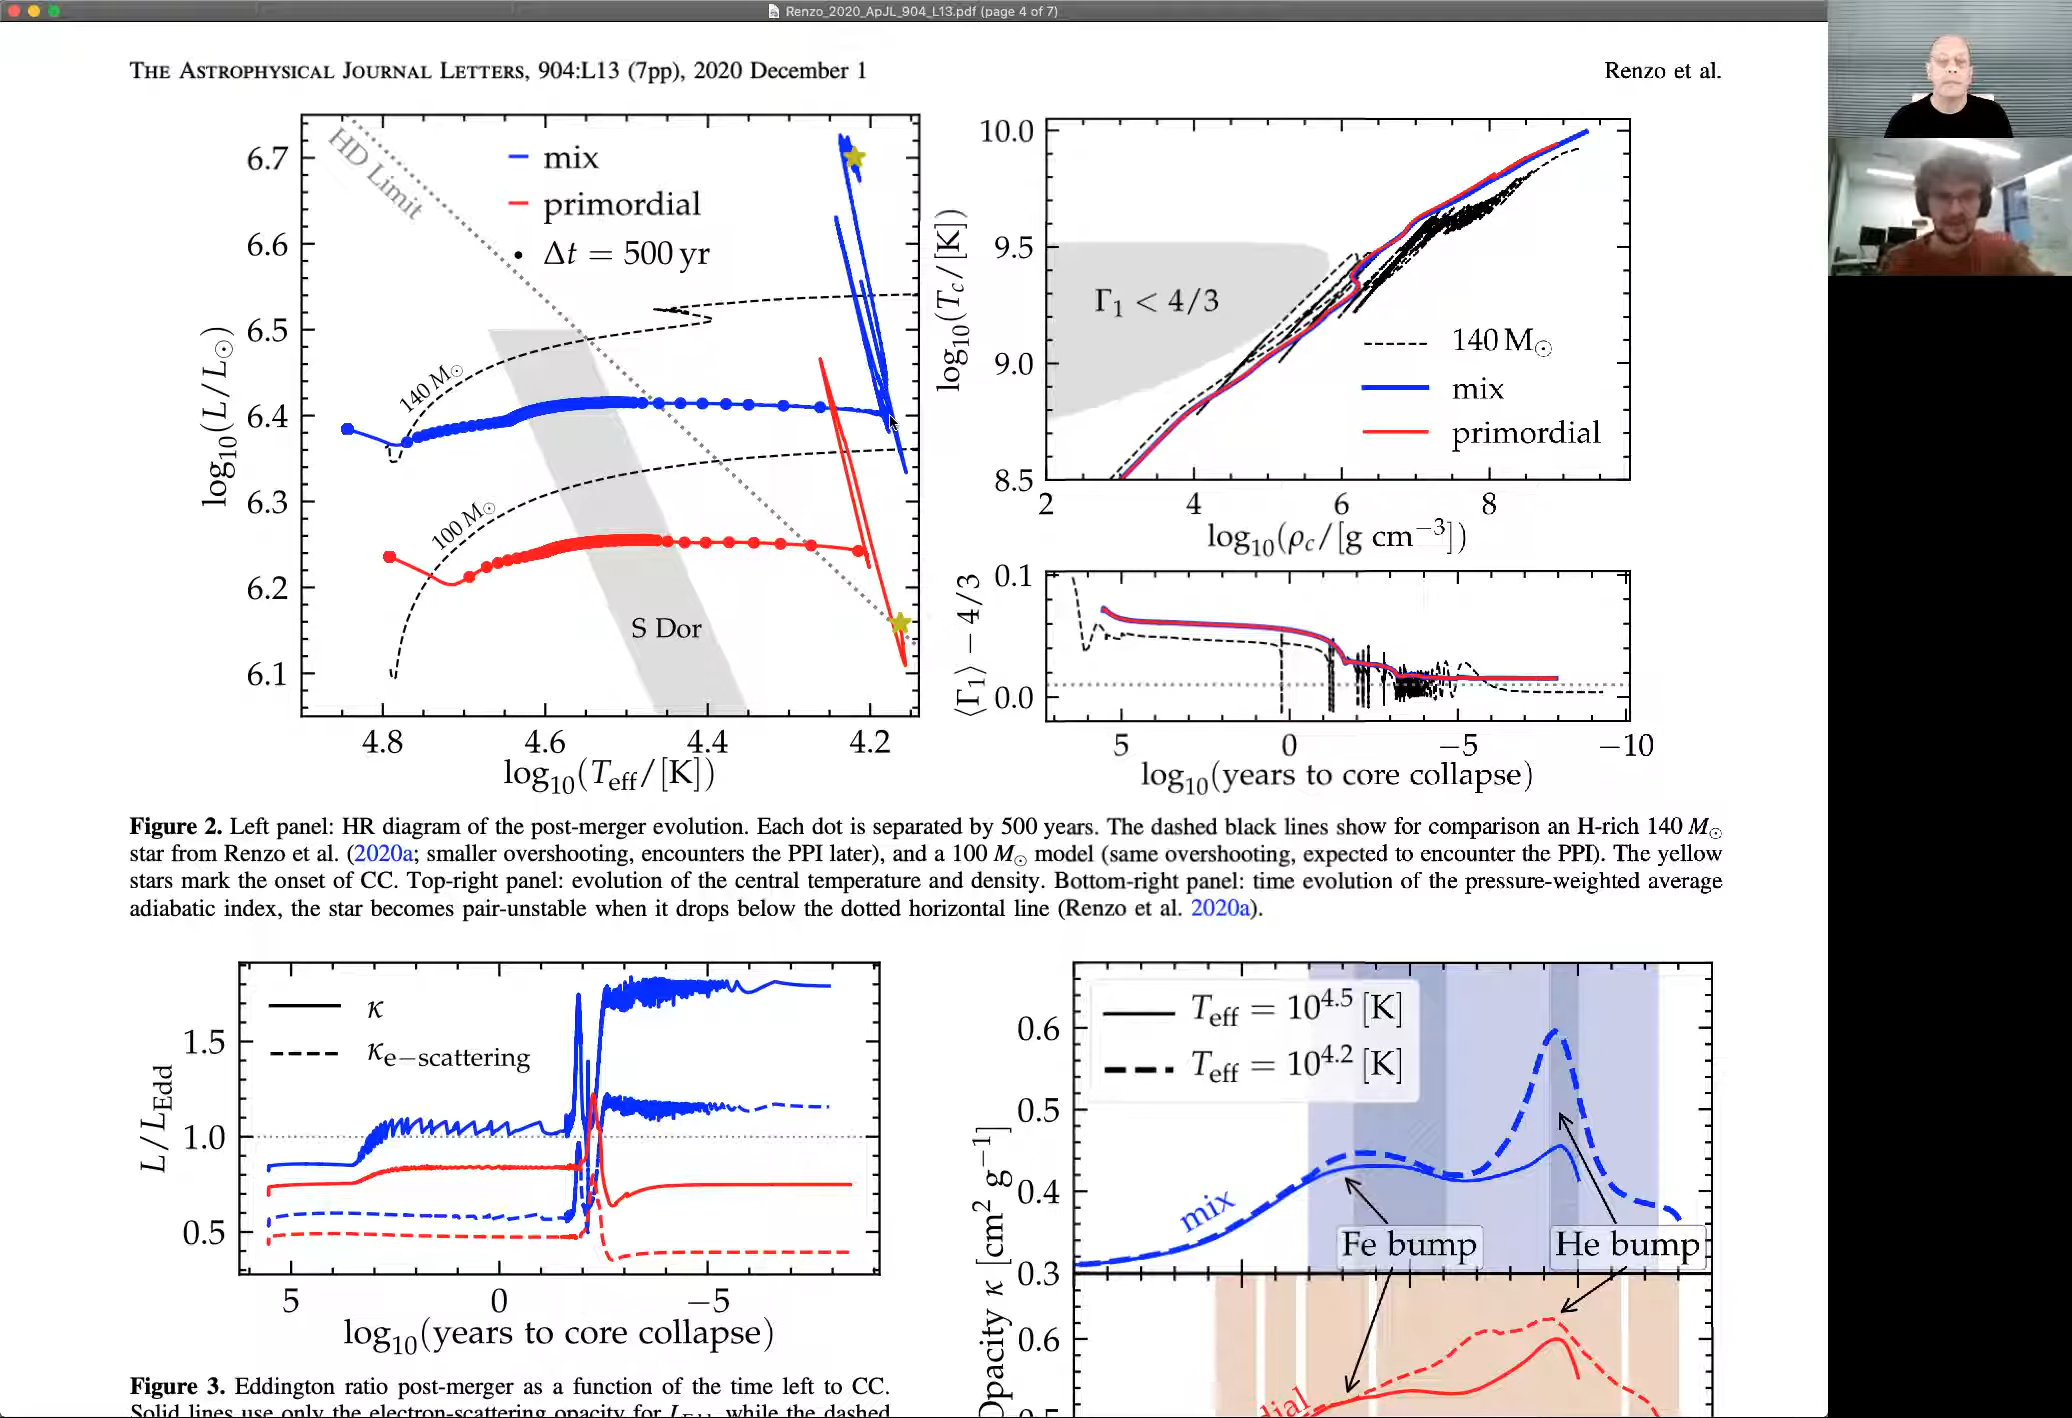 Renzo_2020_ApJL_904_L13.pdf (page 4 of 7)
THE ASTROPHYSICAL JOURNAL LETTERS, 904:L13 (7pp), 2020 December 1
Renzo et al.
HD Limit
mix
primordial
Δt = 500 yr
140 M⊙
100 M⊙
S Dor
6.7
6.6
6.5
6.4
6.3
6.2
6.1
log10(L/L⊙)
4.8 4.6 4.4 4.2
log10(Teff/[K])
10.0
9.5
9.0
8.5
log10(Tc/[K])
Γ1 < 4/3
140 M⊙
mix
primordial
2 4 6 8
log10(ρc/[g cm−3])
0.1
0.0
⟨Γ1⟩ − 4/3
5 0 −5 −10
log10(years to core collapse)
Figure 2. Left panel: HR diagram of the post-merger evolution. Each dot is separated by 500 years. The dashed black lines show for comparison an H-rich 140 M⊙
star from Renzo et al. (2020a; smaller overshooting, encounters the PPI later), and a 100 M⊙ model (same overshooting, expected to encounter the PPI). The yellow
stars mark the onset of CC. Top-right panel: evolution of the central temperature and density. Bottom-right panel: time evolution of the pressure-weighted average
adiabatic index, the star becomes pair-unstable when it drops below the dotted horizontal line (Renzo et al. 2020a).
κ
κe−scattering
1.5
1.0
0.5
L/LEdd
5 0 −5
log10(years to core collapse)
Teff = 10^4.5 [K]
Teff = 10^4.2 [K]
0.6
0.5
0.4
0.3
mix
Fe bump
He bump
0.6
Opacity κ [cm2 g−1]
Figure 3. Eddington ratio post-merger as a function of the time left to CC.
Solid lines use only the electron-scattering opacity for LEdd, while the dashed